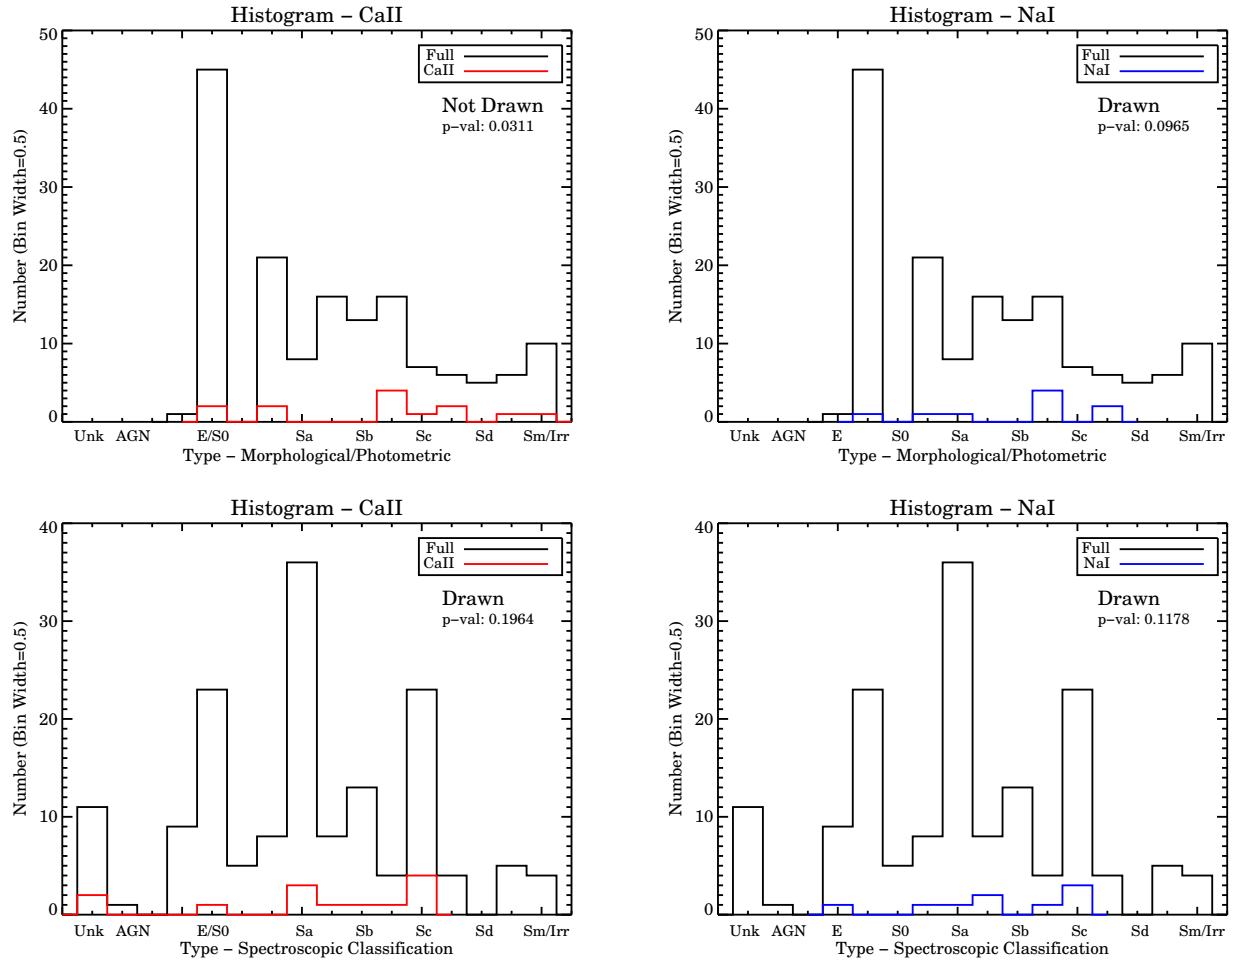 Histogram − CaII
50
40
30
20
10
0
Number (Bin Width=0.5)
Full
CaII
Not Drawn
p−val: 0.0311
Unk AGN E/S0 Sa Sb Sc Sd Sm/Irr
Type − Morphological/Photometric
Histogram − NaI
50
40
30
20
10
0
Number (Bin Width=0.5)
Full
NaI
Drawn
p−val: 0.0965
Unk AGN E S0 Sa Sb Sc Sd Sm/Irr
Type − Morphological/Photometric
Histogram − CaII
40
30
20
10
0
Number (Bin Width=0.5)
Full
CaII
Drawn
p−val: 0.1964
Unk AGN E/S0 Sa Sb Sc Sd Sm/Irr
Type − Spectroscopic Classification
Histogram − NaI
40
30
20
10
0
Number (Bin Width=0.5)
Full
NaI
Drawn
p−val: 0.1178
Unk AGN E S0 Sa Sb Sc Sd Sm/Irr
Type − Spectroscopic Classification